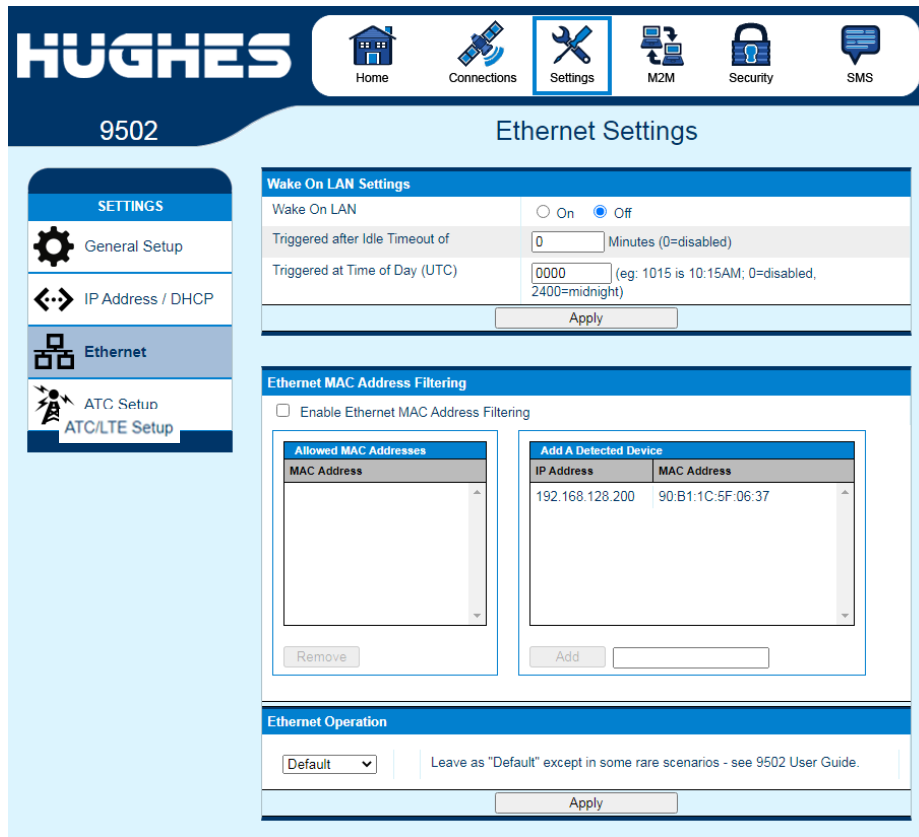 HUGHES
Home
Connections
Settings
M2M
Security
SMS
9502
Ethernet Settings
SETTINGS
General Setup
IP Address / DHCP
Ethernet
ATC Setup
ATC/LTE Setup
Wake On LAN Settings
Wake On LAN On Off
Triggered after Idle Timeout of 0 Minutes (0=disabled)
Triggered at Time of Day (UTC) 0000 (eg: 1015 is 10:15AM; 0=disabled,
2400=midnight)
Apply
Ethernet MAC Address Filtering
Enable Ethernet MAC Address Filtering
Allowed MAC Addresses
MAC Address
Remove
Add A Detected Device
IP Address MAC Address
192.168.128.200 90:B1:1C:5F:06:37
Add
Ethernet Operation
Default Leave as "Default" except in some rare scenarios - see 9502 User Guide.
Apply